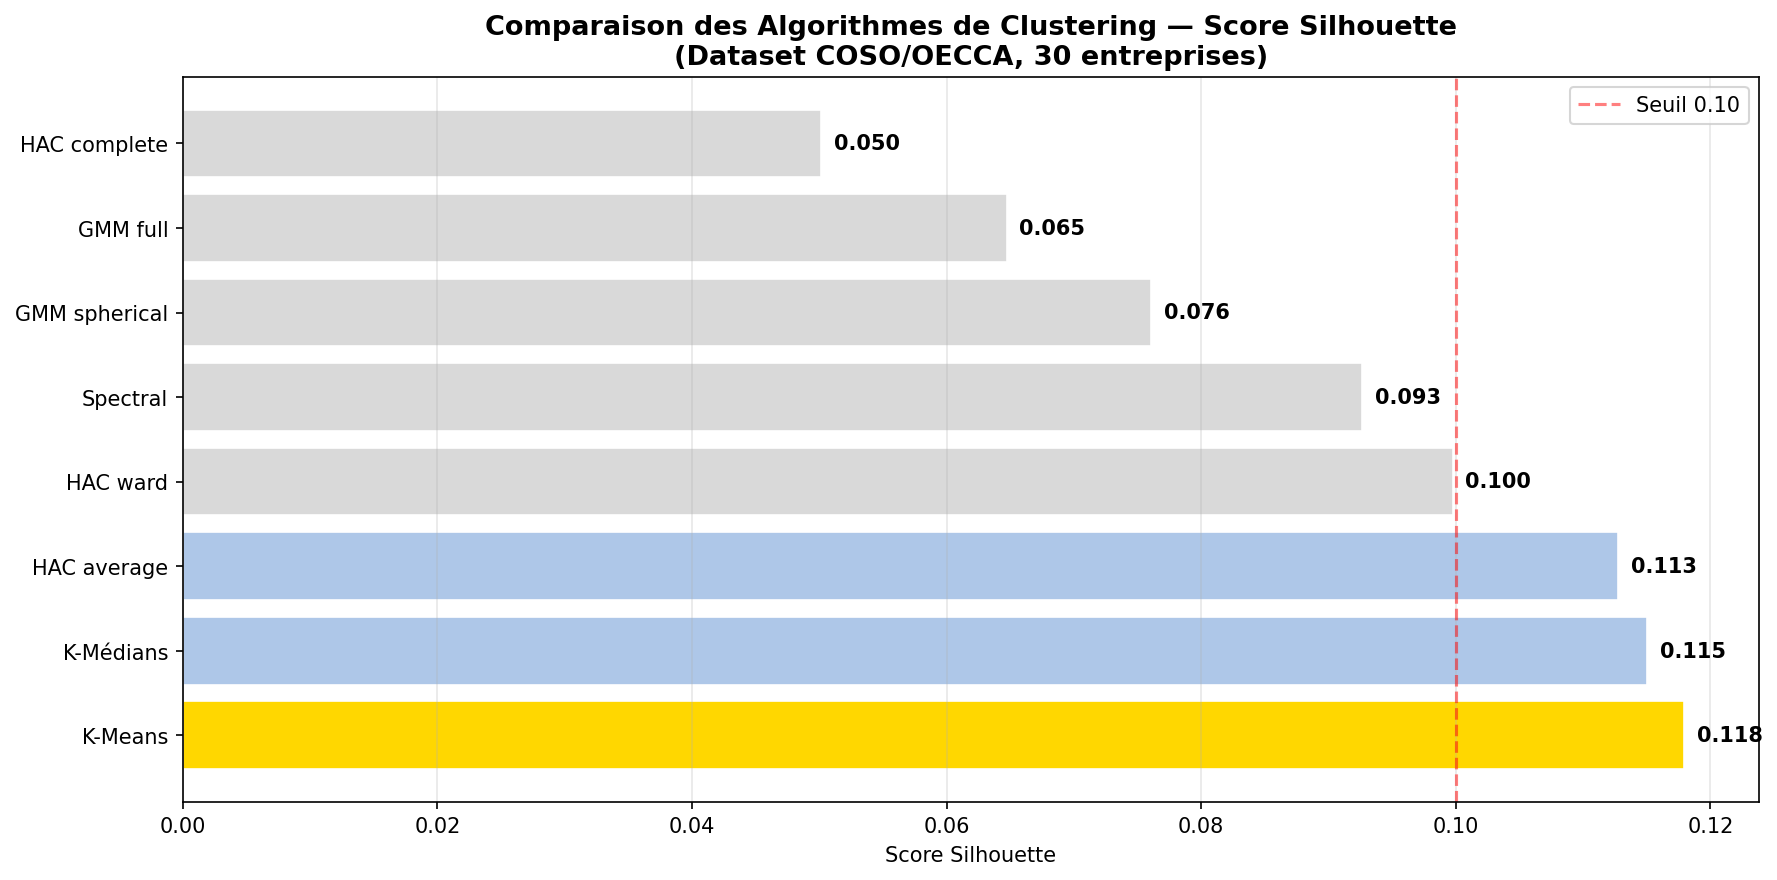 Comparaison des Algorithmes de Clustering — Score Silhouette
(Dataset COSO/OECCA, 30 entreprises)
Seuil 0.10
HAC complete
0.050
GMM full
0.065
GMM spherical
0.076
Spectral
0.093
HAC ward
0.100
HAC average
0.113
K-Médians
0.115
K-Means
0.118
0.00
0.02
0.04
0.06
0.08
0.10
0.12
Score Silhouette